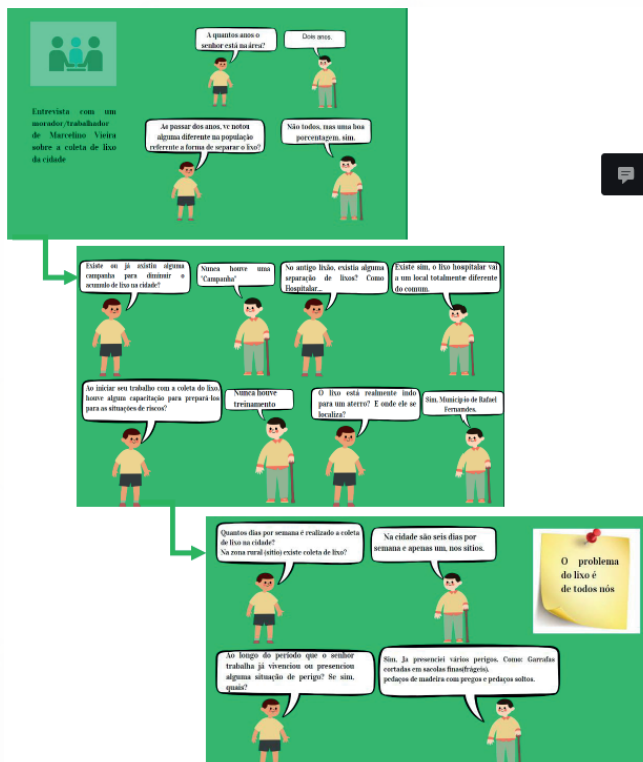 Entrevista com um
morador/trabalhador
de Marcelino Vieira
sobre a coleta de lixo
da cidade
A quantos anos o
senhor está na área?
Dois anos.
Ao passar dos anos, vc notou
alguma diferente na população
referente a forma de separar o lixo?
Não todos, mas uma boa
porcentagem, sim.
Existe ou já existiu alguma
campanha para diminuir o
acumulo de lixo na cidade?
Nunca houve uma
"Campanha"
No antigo lixão, existia alguma
separação de lixos? Como
Hospitalar...
Existe sim, o lixo hospitalar vai
a um local totalmente diferente
do comum.
Ao iniciar seu trabalho com a coleta do lixo,
houve algum capacitação para prepará-los
para as situações de riscos?
Nunca houve
treinamento
O lixo está realmente indo
para um aterro? E onde ele se
localiza?
Sim, Município de Rafael
Fernandes.
Quantos dias por semana é realizado a coleta
de lixo na cidade?
Na zona rural (sitio) existe coleta de lixo?
Na cidade são seis dias por
semana e apenas um, nos sítios.
O problema
do lixo é
de todos nós
Ao longo do período que o senhor
trabalha já vivenciou ou presenciou
alguma situação de perigo? Se sim,
quais?
Sim. Ja presenciei vários perigos. Como: Garrafas
cortadas em sacolas finas(frágeis).
pedaços de madeira com pregos e pedaços soltos.